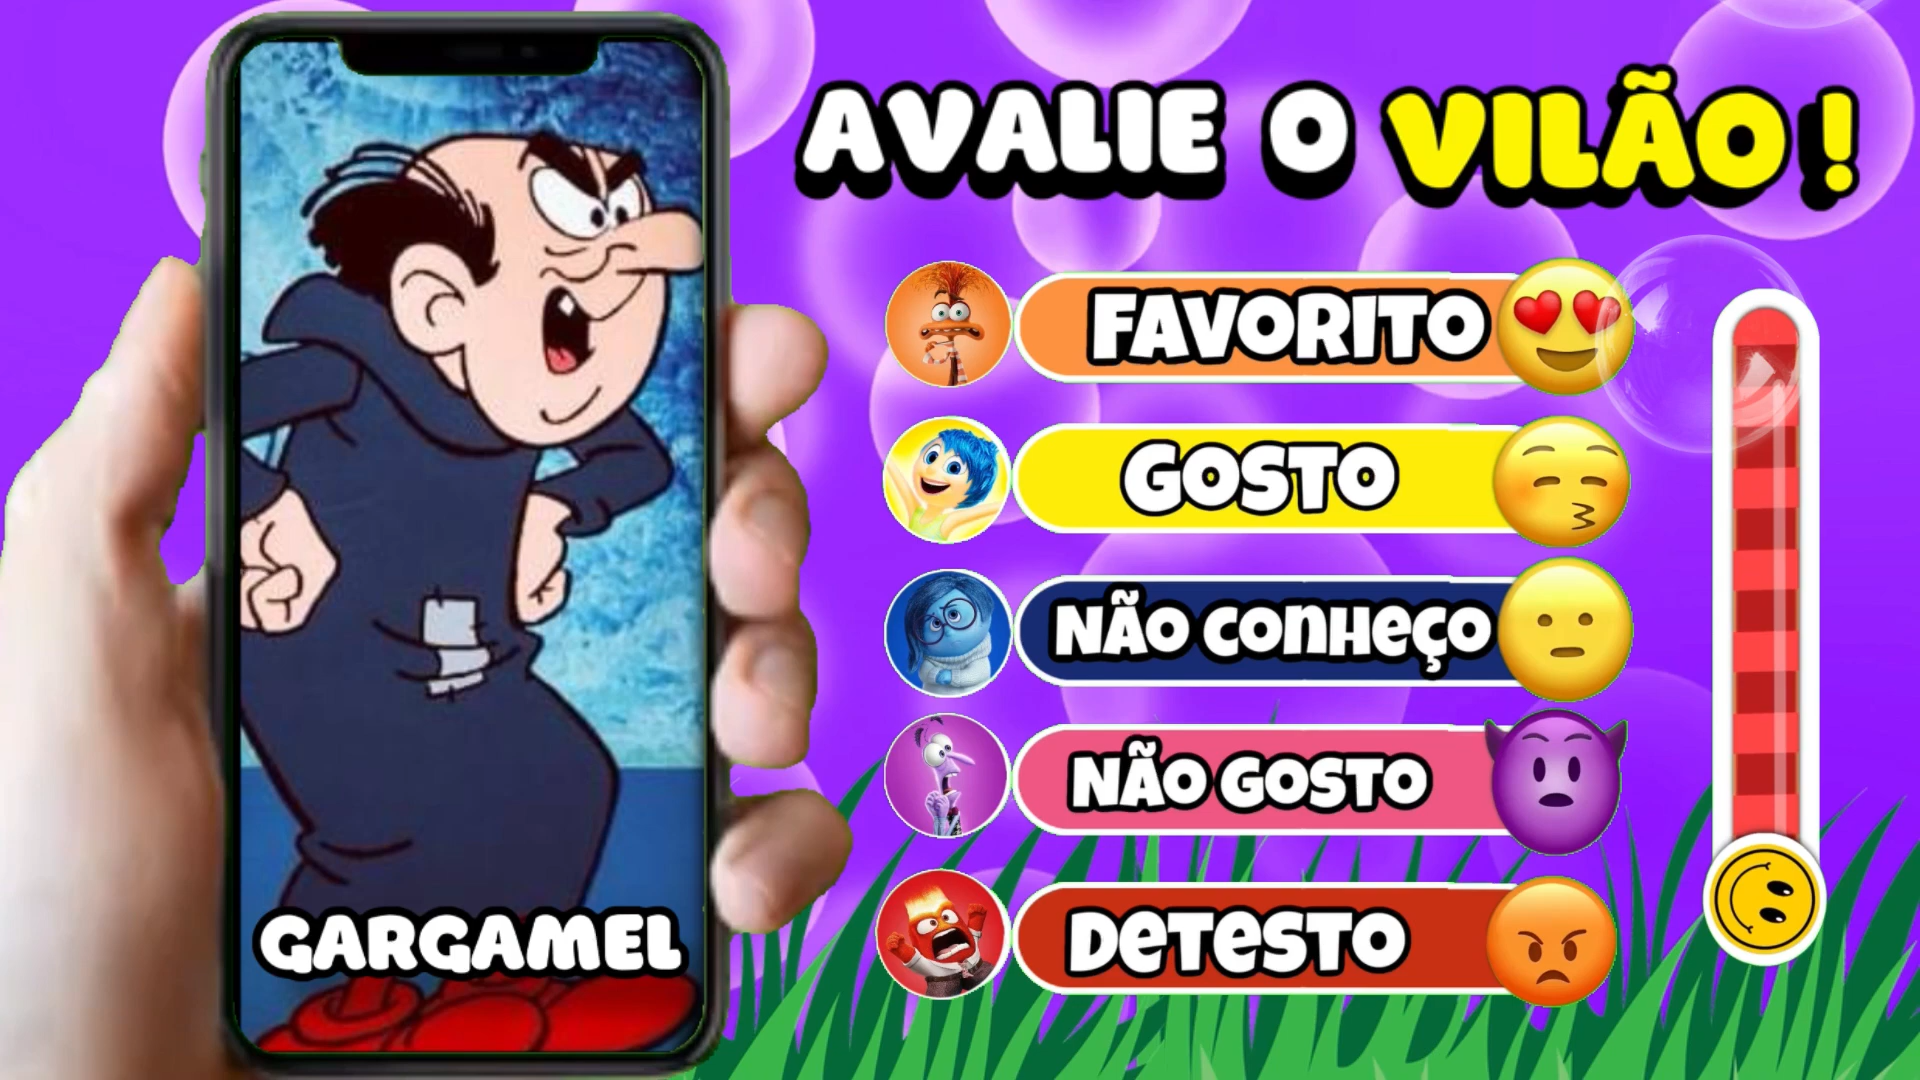 AVALIE O VILÃO!
FAVORITO
GOSTO
NÃO CONHEÇO
NÃO GOSTO
DETESTO
GARGAMEL